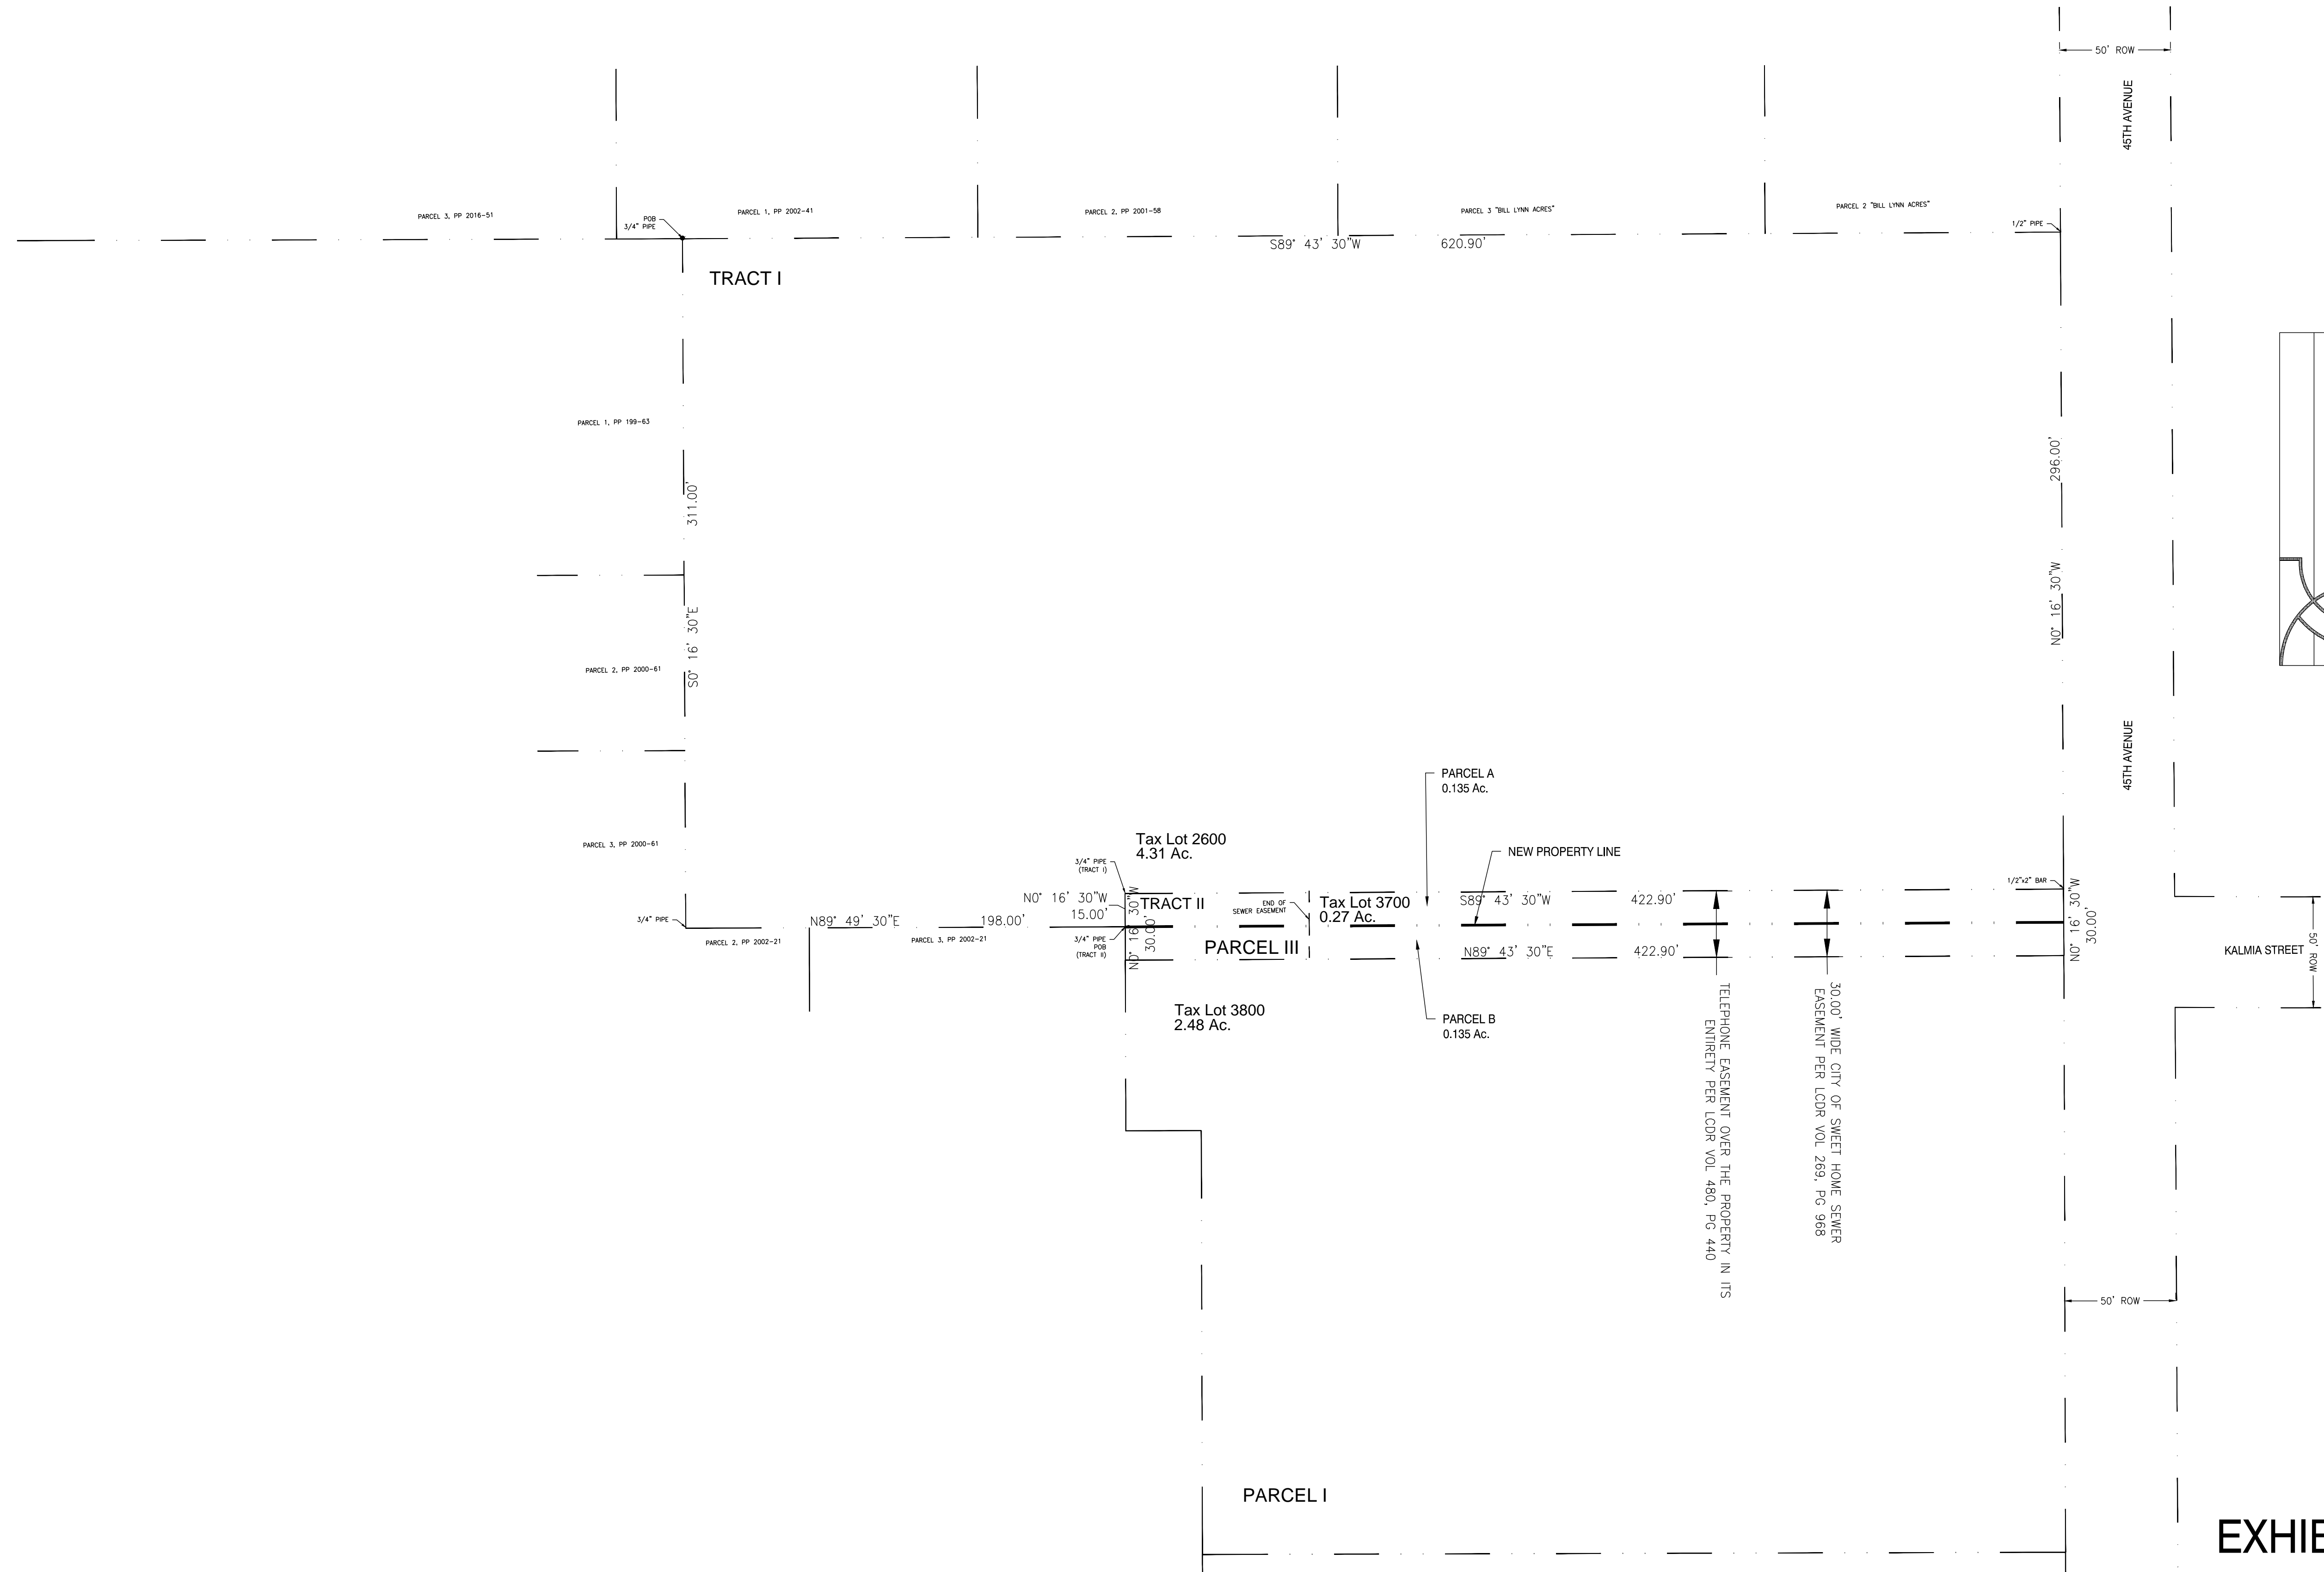 50' ROW
45TH AVENUE
PARCEL 3, PP 2016-51
POB
3/4" PIPE
PARCEL 1, PP 2002-41
PARCEL 2, PP 2001-58
PARCEL 3 "BILL LYNN ACRES"
PARCEL 2 "BILL LYNN ACRES"
1/2" PIPE
S89° 43' 30"W 620.90'
TRACT I
PARCEL 1, PP 199-63
311.00'
S0° 16' 30"E
296.00'
N0° 16' 30"W
PARCEL 2, PP 2000-61
45TH AVENUE
PARCEL A
0.135 Ac.
PARCEL 3, PP 2000-61
Tax Lot 2600
4.31 Ac.
NEW PROPERTY LINE
3/4" PIPE
(TRACT I)
1/2"x2" BAR
N0° 16' 30"W
15.00'
TRACT II
END OF
SEWER EASEMENT
Tax Lot 3700
0.27 Ac.
S89° 43' 30"W 422.90'
3/4" PIPE
N89° 49' 30"E 198.00'
PARCEL 2, PP 2002-21
PARCEL 3, PP 2002-21
3/4" PIPE
POB
(TRACT II)
N0° 16' 30"W
30.00'
PARCEL III
N89° 43' 30"E 422.90'
N0° 16' 30"W
30.00'
KALMIA STREET
50' ROW
Tax Lot 3800
2.48 Ac.
PARCEL B
0.135 Ac.
TELEPHONE EASEMENT OVER THE PROPERTY IN ITS
ENTIRETY PER LCDR VOL 480, PG 440
30.00' WIDE CITY OF SWEET HOME SEWER
EASEMENT PER LCDR VOL 269, PG 968
50' ROW
PARCEL I